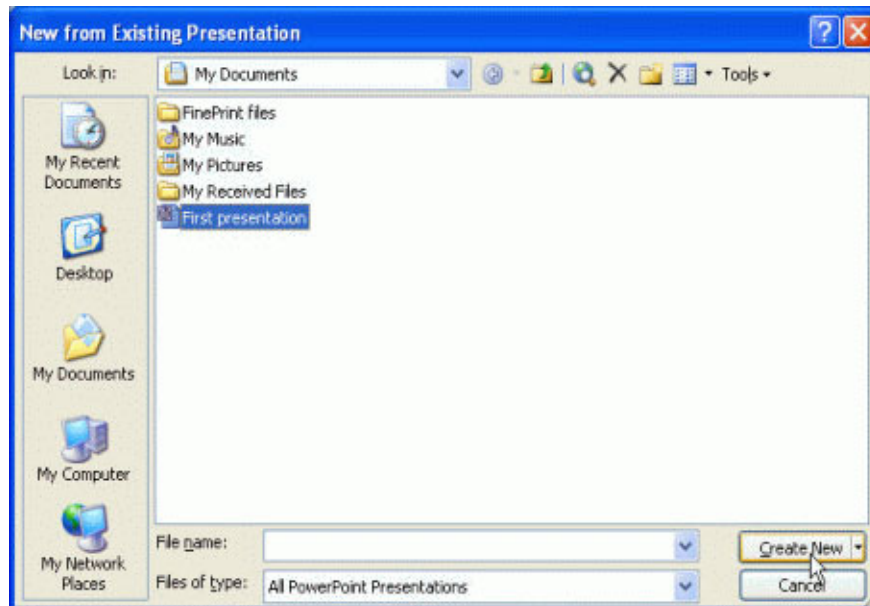 New from Existing Presentation
Look in:
My Documents
Tools
FinePrint files
My Music
My Pictures
My Received Files
First presentation
My Recent
Documents
Desktop
My Documents
My Computer
My Network
Places
File name:
Create New
Files of type:
All PowerPoint Presentations
Cancel